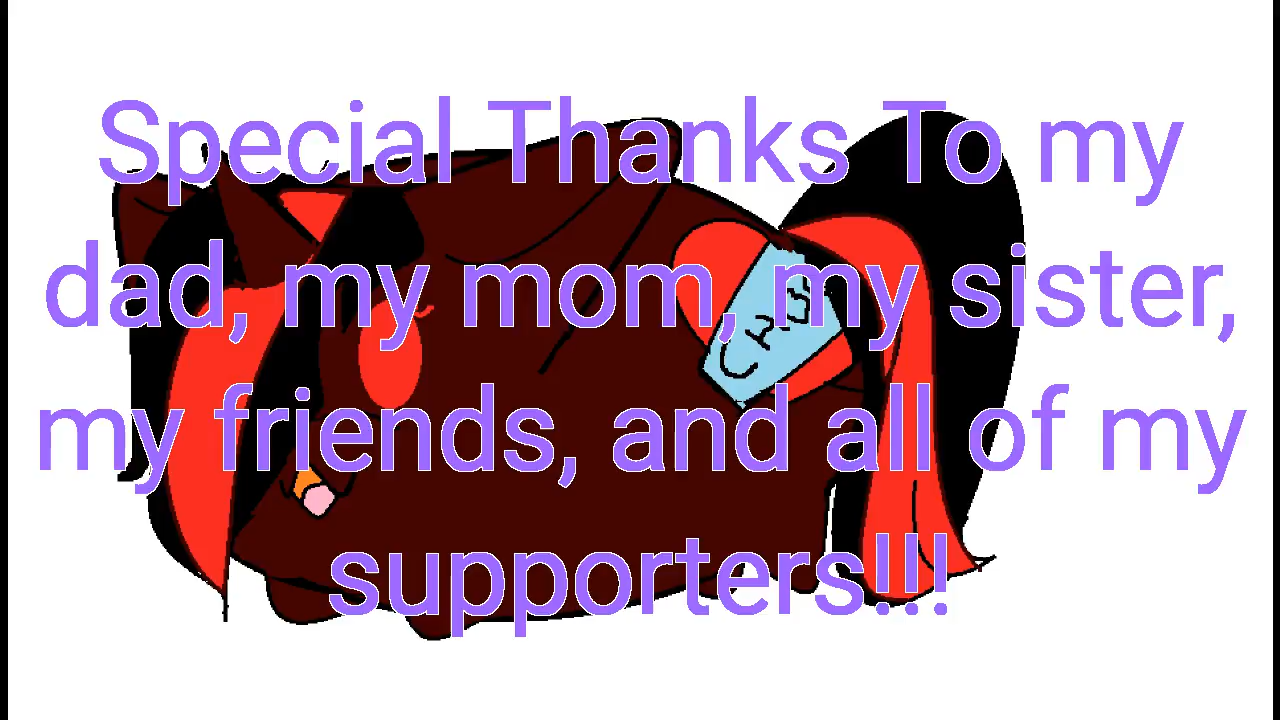 Special Thanks To my
dad, my mom, my sister,
my friends, and all of my
supporters!!!